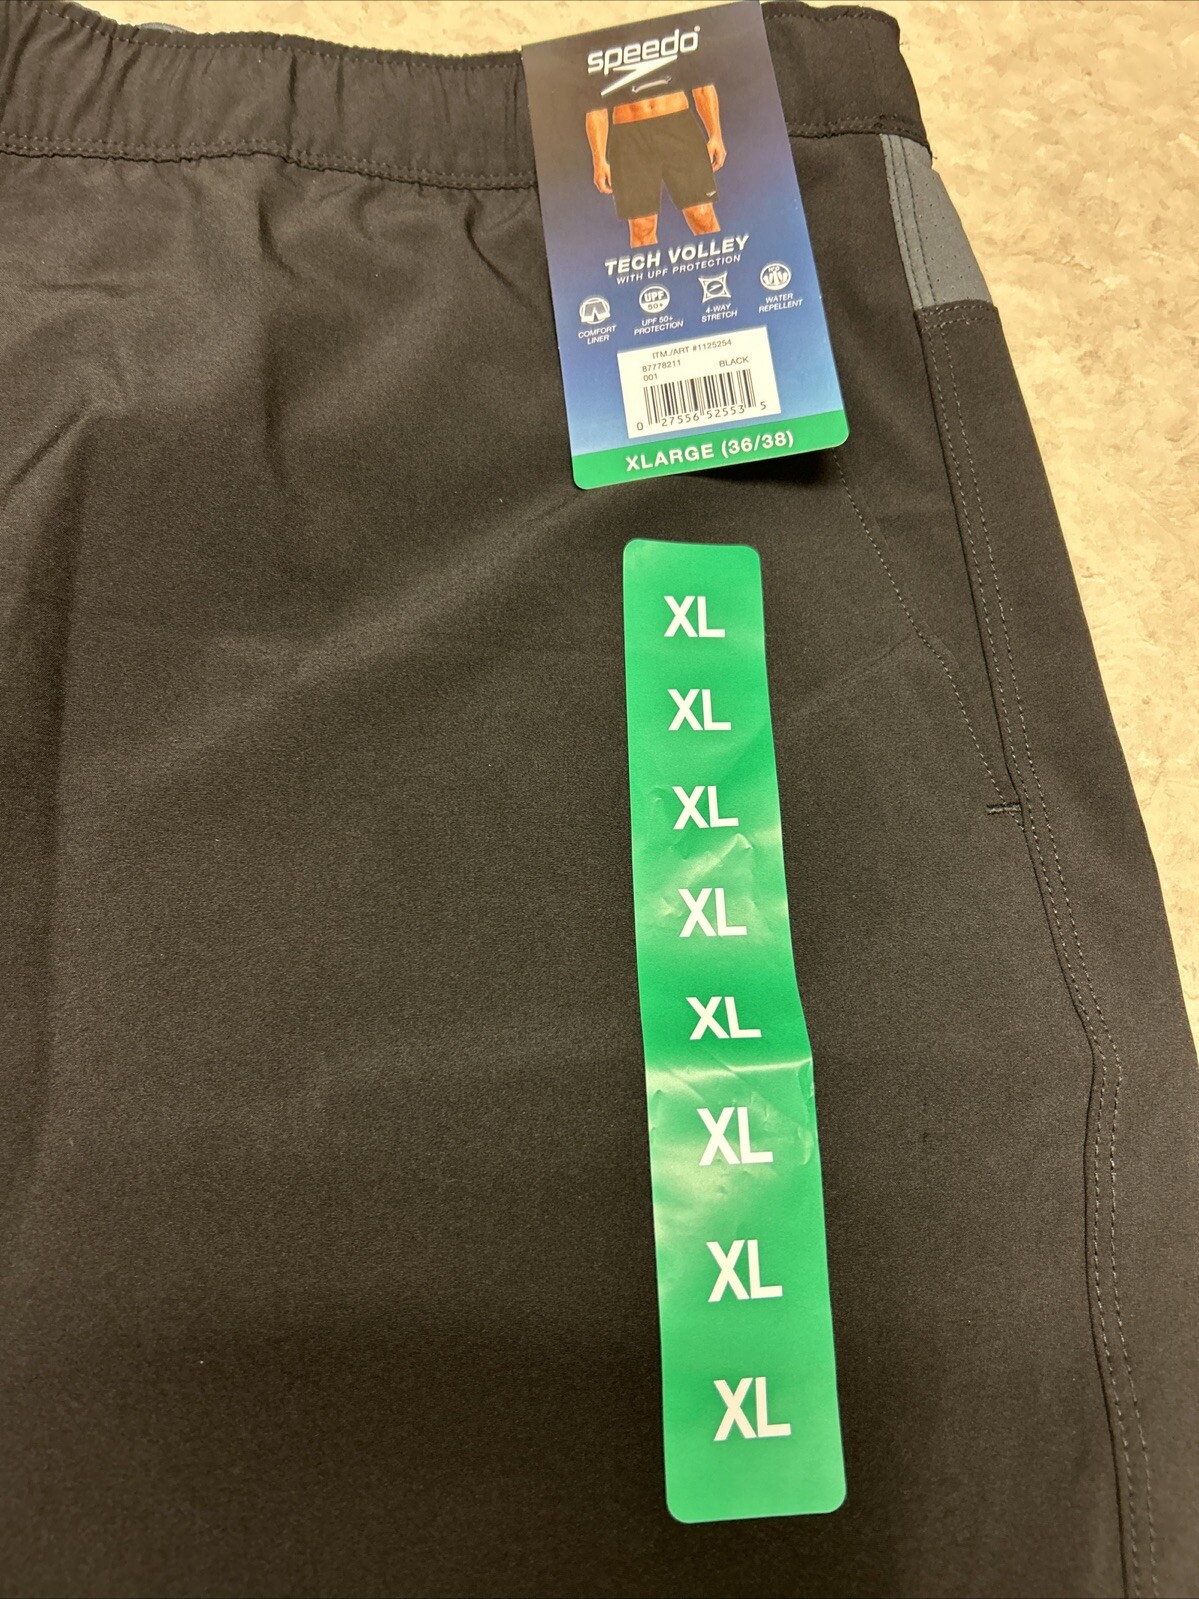 speedo®
TECH VOLLEY
WITH UPF PROTECTION
COMFORT
LINER
UPF
50+
UPF 50+
PROTECTION
4-WAY
STRETCH
H2O
WATER
REPELLENT
ITM./ART #1125254
87778211 BLACK
001
0 27556 52553 5
XLARGE (36/38)
XL
XL
XL
XL
XL
XL
XL
XL